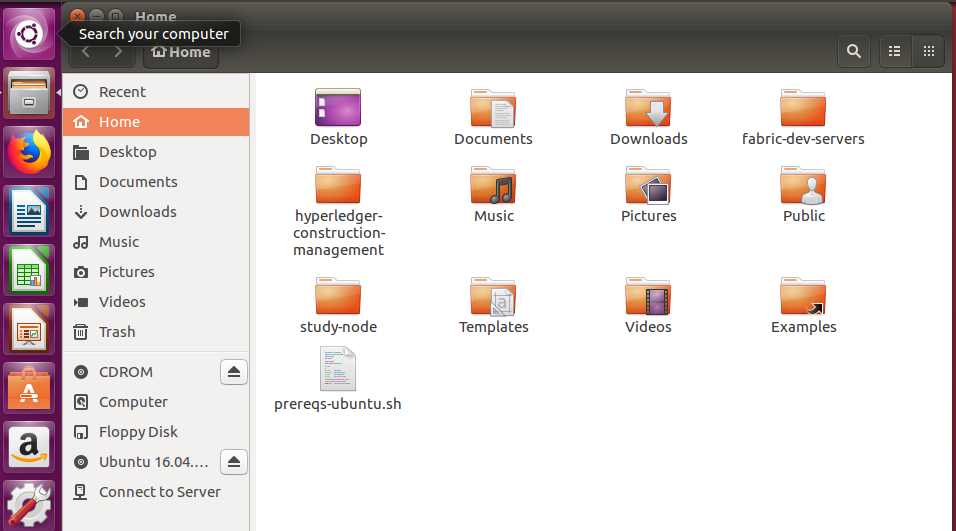 Home
Search your computer
Home
Recent
Home
Desktop
Documents
Downloads
Music
Pictures
Videos
Trash
CDROM
Computer
Floppy Disk
Ubuntu 16.04....
Connect to Server
Desktop
Documents
Downloads
fabric-dev-servers
hyperledger-
construction-
management
Music
Pictures
Public
study-node
Templates
Videos
Examples
prereqs-ubuntu.sh